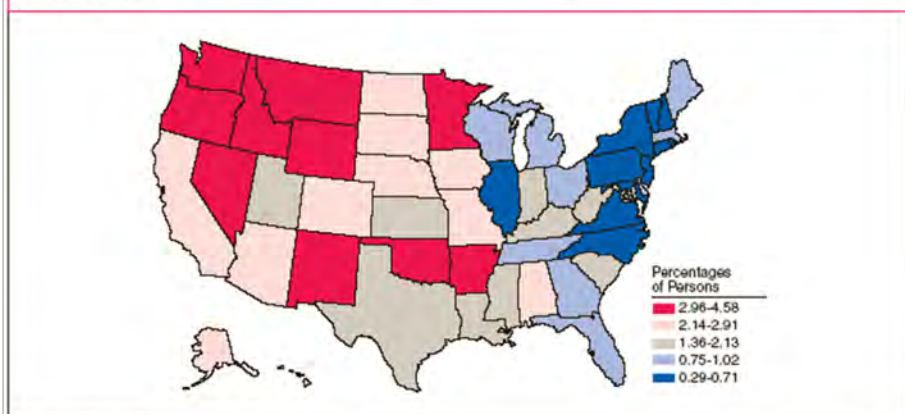 Percentages
of Persons
2.96-4.58
2.14-2.91
1.36-2.13
0.75-1.02
0.29-0.71